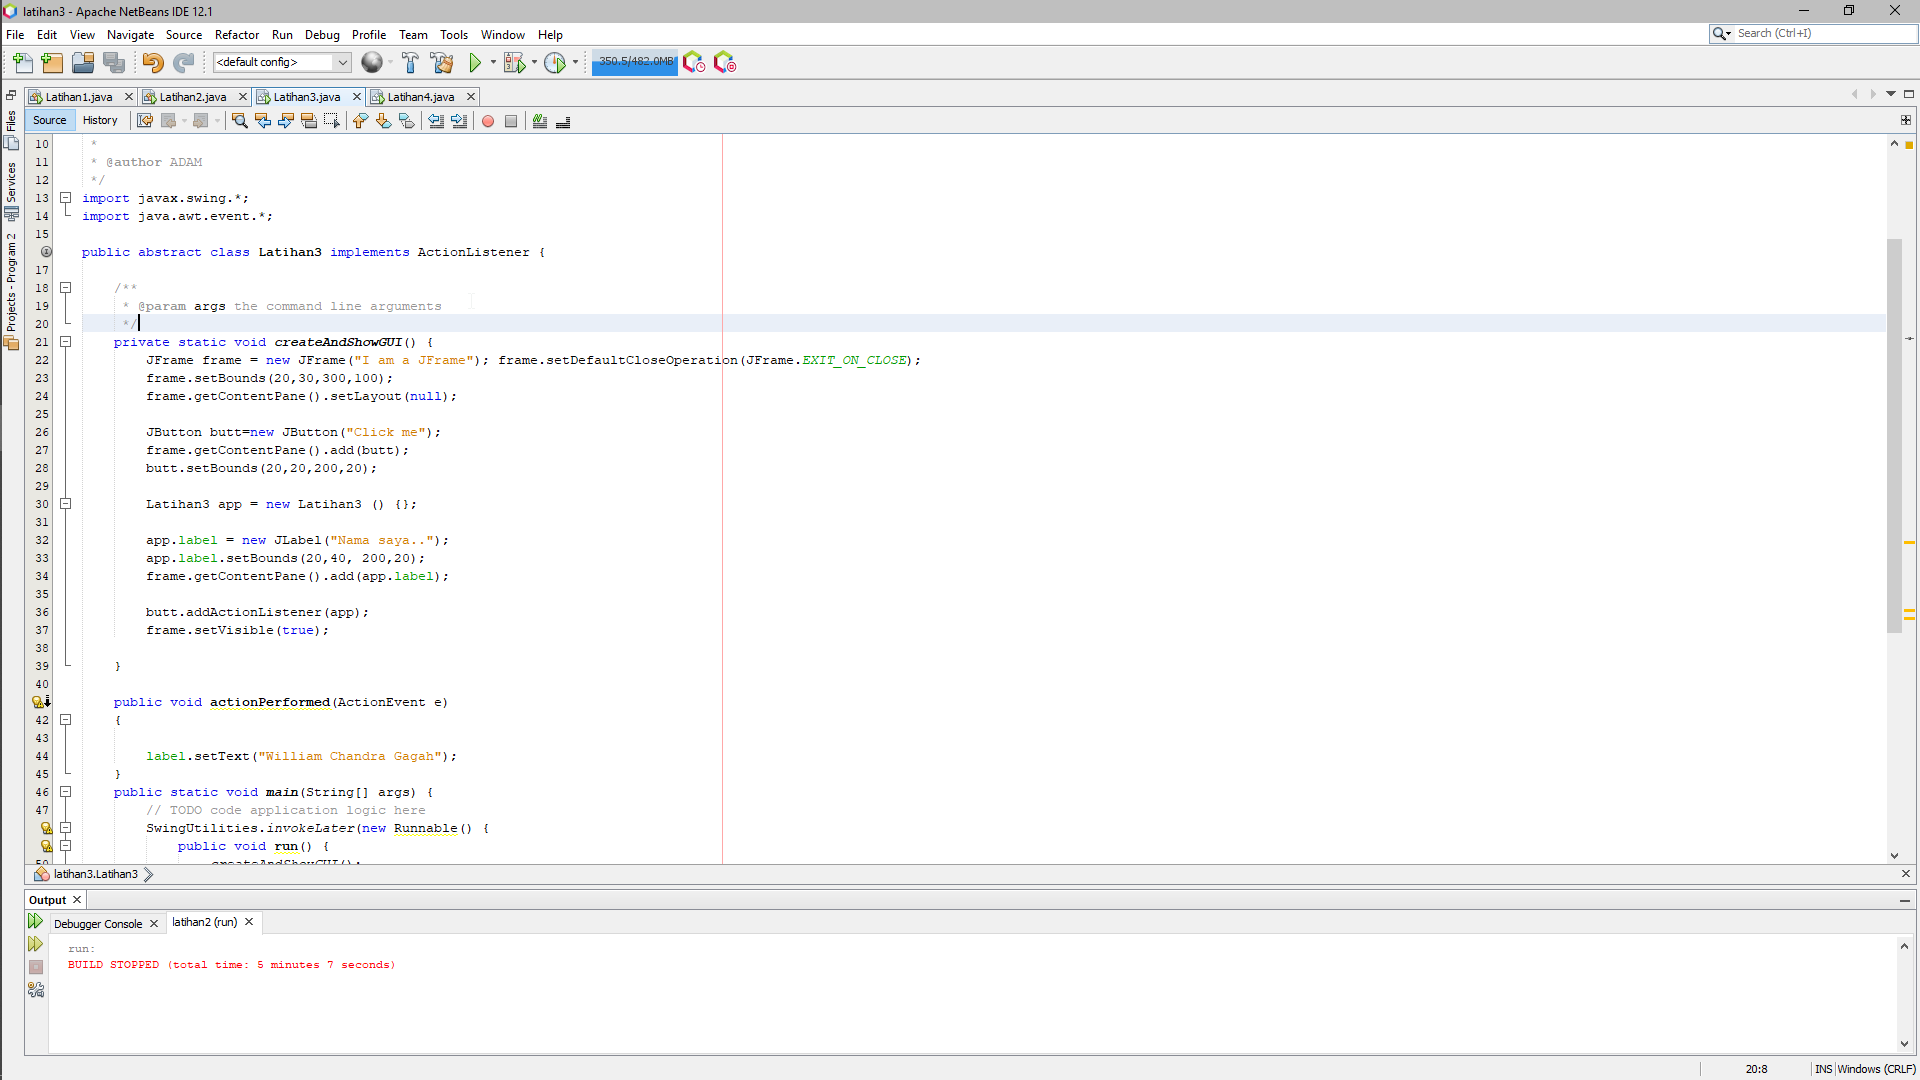 latihan3 - Apache NetBeans IDE 12.1
File Edit View Navigate Source Refactor Run Debug Profile Team Tools Window Help
Search (Ctrl+I)
<default config>
350.5/482.0MB
Latihan1.java
Latihan2.java
Latihan3.java
Latihan4.java
Source
History
Files
Services
Projects - Program 2
10 *
11 * @author ADAM
12 */
13 import javax.swing.*;
14 import java.awt.event.*;
15
public abstract class Latihan3 implements ActionListener {
17
18 /**
19 * @param args the command line arguments
20 */
21 private static void createAndShowGUI() {
22 JFrame frame = new JFrame("I am a JFrame"); frame.setDefaultCloseOperation(JFrame.EXIT_ON_CLOSE);
23 frame.setBounds(20,30,300,100);
24 frame.getContentPane().setLayout(null);
25
26 JButton butt=new JButton("Click me");
27 frame.getContentPane().add(butt);
28 butt.setBounds(20,20,200,20);
29
30 Latihan3 app = new Latihan3 () {};
31
32 app.label = new JLabel("Nama saya..");
33 app.label.setBounds(20,40, 200,20);
34 frame.getContentPane().add(app.label);
35
36 butt.addActionListener(app);
37 frame.setVisible(true);
38
39 }
40
public void actionPerformed(ActionEvent e)
42 {
43
44 label.setText("William Chandra Gagah");
45 }
46 public static void main(String[] args) {
47 // TODO code application logic here
SwingUtilities.invokeLater(new Runnable() {
public void run() {
50 createAndShowGUI();
latihan3.Latihan3
Output
Debugger Console
latihan2 (run)
run:
BUILD STOPPED (total time: 5 minutes 7 seconds)
20:8
INS
Windows (CRLF)